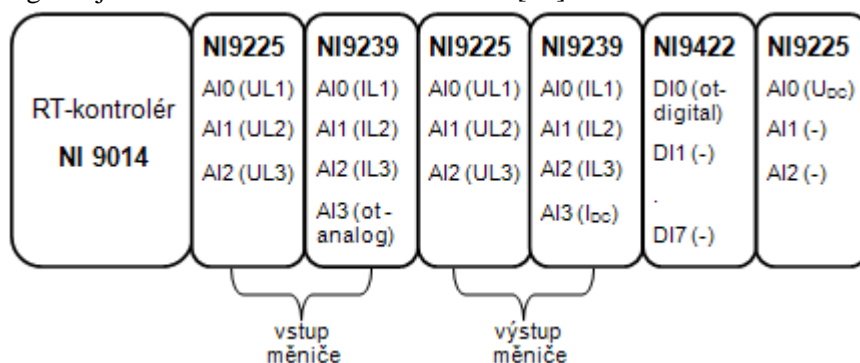 RT-kontrolér
NI 9014
NI9225
AI0 (UL1)
AI1 (UL2)
AI2 (UL3)
NI9239
AI0 (IL1)
AI1 (IL2)
AI2 (IL3)
AI3 (ot-
analog)
NI9225
AI0 (UL1)
AI1 (UL2)
AI2 (UL3)
NI9239
AI0 (IL1)
AI1 (IL2)
AI2 (IL3)
AI3 (IDC)
NI9422
DI0 (ot-
digital)
DI1 (-)
.
DI7 (-)
NI9225
AI0 (UDC)
AI1 (-)
AI2 (-)
vstup
měniče
výstup
měniče